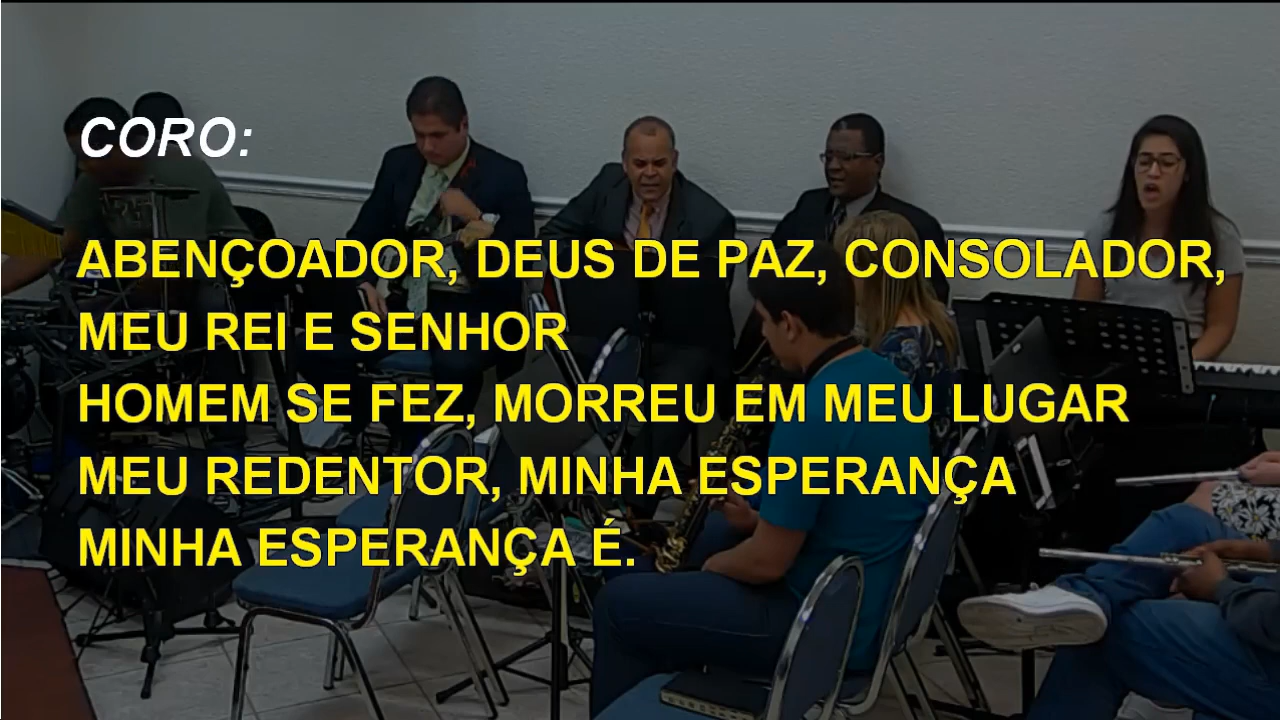 CORO:
ABENÇOADOR, DEUS DE PAZ, CONSOLADOR,
MEU REI E SENHOR
HOMEM SE FEZ, MORREU EM MEU LUGAR
MEU REDENTOR, MINHA ESPERANÇA
MINHA ESPERANÇA É.